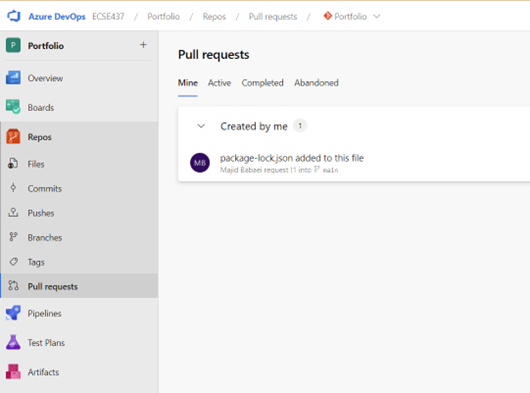 Azure DevOps ECSE437 / Portfolio / Repos / Pull requests / Portfolio
P Portfolio +
Overview
Boards
Repos
Files
Commits
Pushes
Branches
Tags
Pull requests
Pipelines
Test Plans
Artifacts
Pull requests
Mine Active Completed Abandoned
Created by me 1
MB package-lock.json added to this file
Majid Babaei request !1 into main